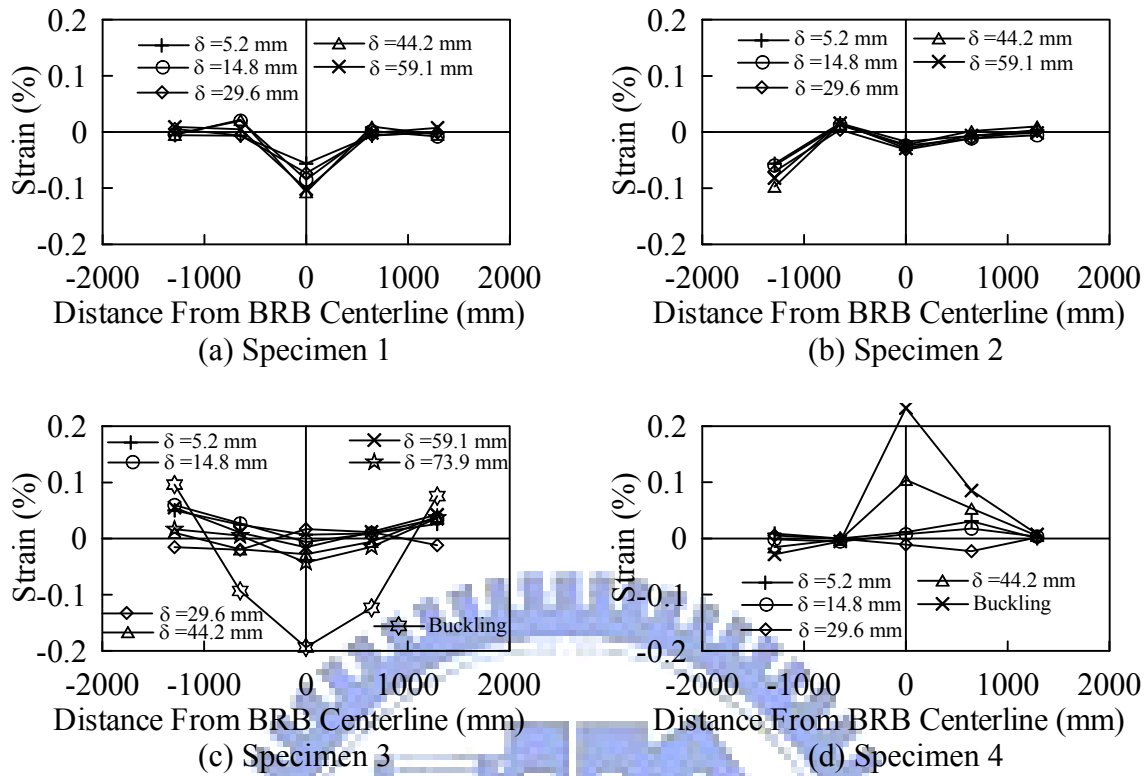 0.2
0.1
0
-0.1
-0.2
Strain (%)
δ =5.2 mm
δ =14.8 mm
δ =29.6 mm
δ =44.2 mm
δ =59.1 mm
-2000 -1000 0 1000 2000
Distance From BRB Centerline (mm)
(a) Specimen 1
0.2
0.1
0
-0.1
-0.2
Strain (%)
δ =5.2 mm
δ =14.8 mm
δ =29.6 mm
δ =44.2 mm
δ =59.1 mm
-2000 -1000 0 1000 2000
Distance From BRB Centerline (mm)
(b) Specimen 2
0.2
0.1
0
-0.1
-0.2
Strain (%)
δ =5.2 mm
δ =14.8 mm
δ =59.1 mm
δ =73.9 mm
δ =29.6 mm
δ =44.2 mm
Buckling
-2000 -1000 0 1000 2000
Distance From BRB Centerline (mm)
(c) Specimen 3
0.2
0.1
0
-0.1
-0.2
Strain (%)
δ =5.2 mm
δ =14.8 mm
δ =29.6 mm
δ =44.2 mm
Buckling
-2000 -1000 0 1000 2000
Distance From BRB Centerline (mm)
(d) Specimen 4